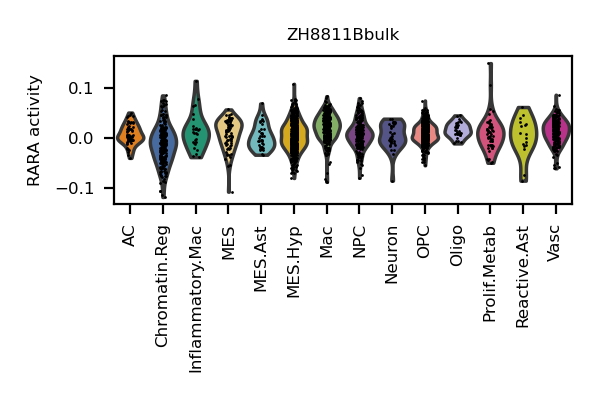 ZH8811Bbulk
RARA activity
0.1
0.0
−0.1
AC
Chromatin.Reg
Inflammatory.Mac
MES
MES.Ast
MES.Hyp
Mac
NPC
Neuron
OPC
Oligo
Prolif.Metab
Reactive.Ast
Vasc